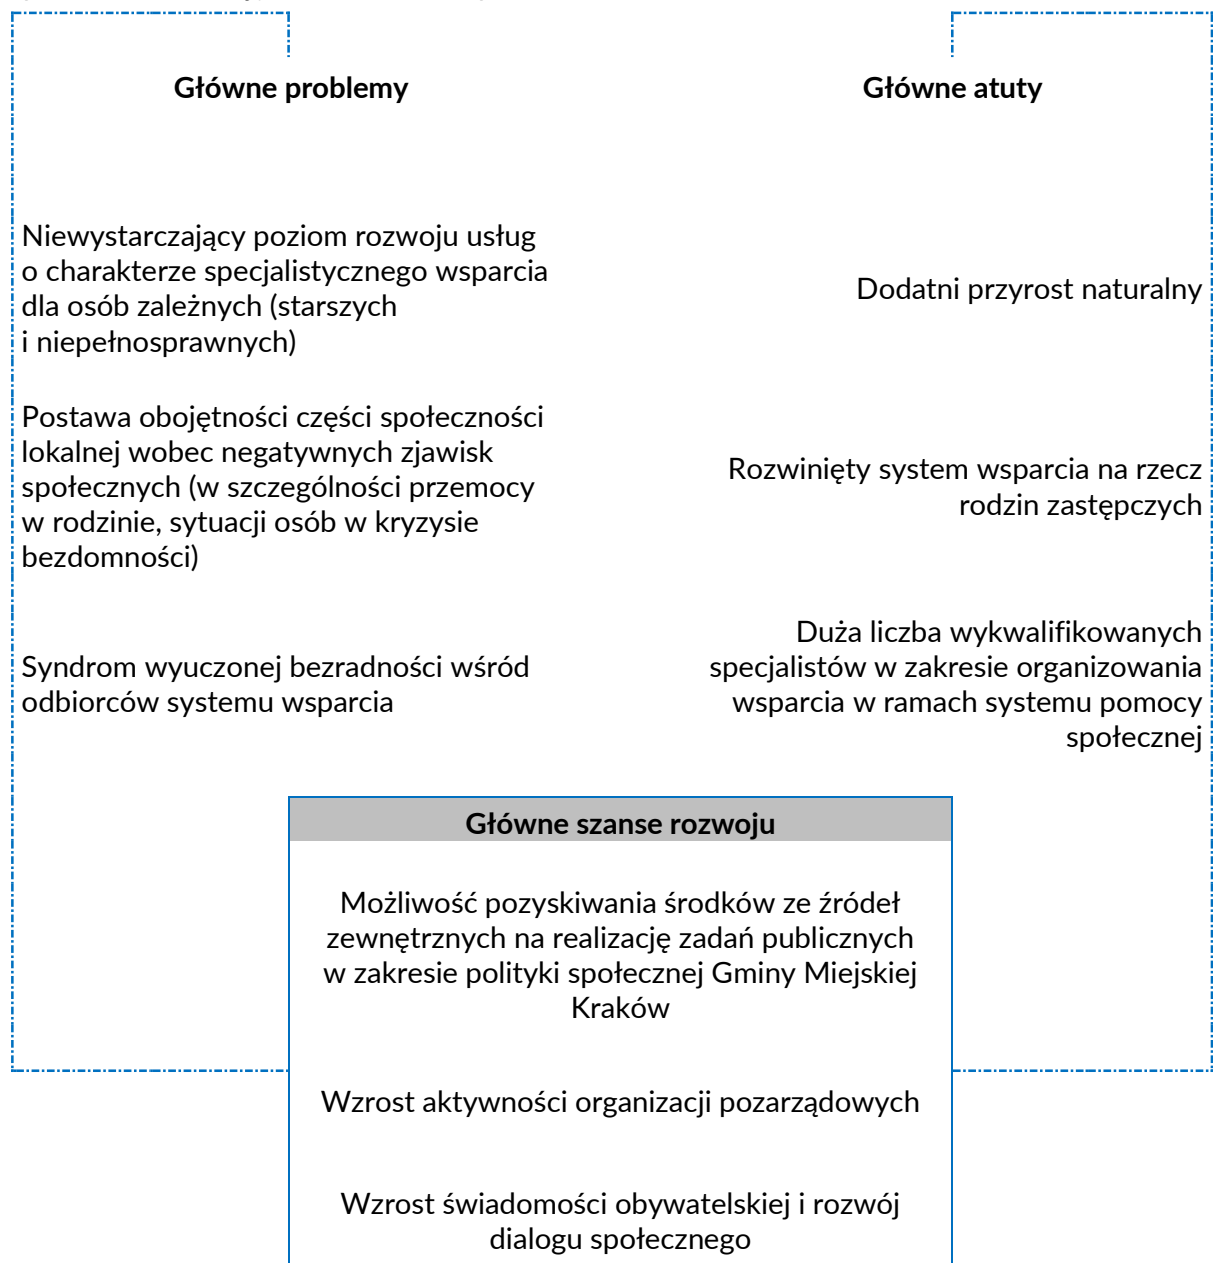 Główne problemy
Niewystarczający poziom rozwoju usług
o charakterze specjalistycznego wsparcia
dla osób zależnych (starszych
i niepełnosprawnych)
Postawa obojętności części społeczności
lokalnej wobec negatywnych zjawisk
społecznych (w szczególności przemocy
w rodzinie, sytuacji osób w kryzysie
bezdomności)
Syndrom wyuczonej bezradności wśród
odbiorców systemu wsparcia
Główne atuty
Dodatni przyrost naturalny
Rozwinięty system wsparcia na rzecz
rodzin zastępczych
Duża liczba wykwalifikowanych
specjalistów w zakresie organizowania
wsparcia w ramach systemu pomocy
społecznej
Główne szanse rozwoju
Możliwość pozyskiwania środków ze źródeł
zewnętrznych na realizację zadań publicznych
w zakresie polityki społecznej Gminy Miejskiej
Kraków
Wzrost aktywności organizacji pozarządowych
Wzrost świadomości obywatelskiej i rozwój
dialogu społecznego